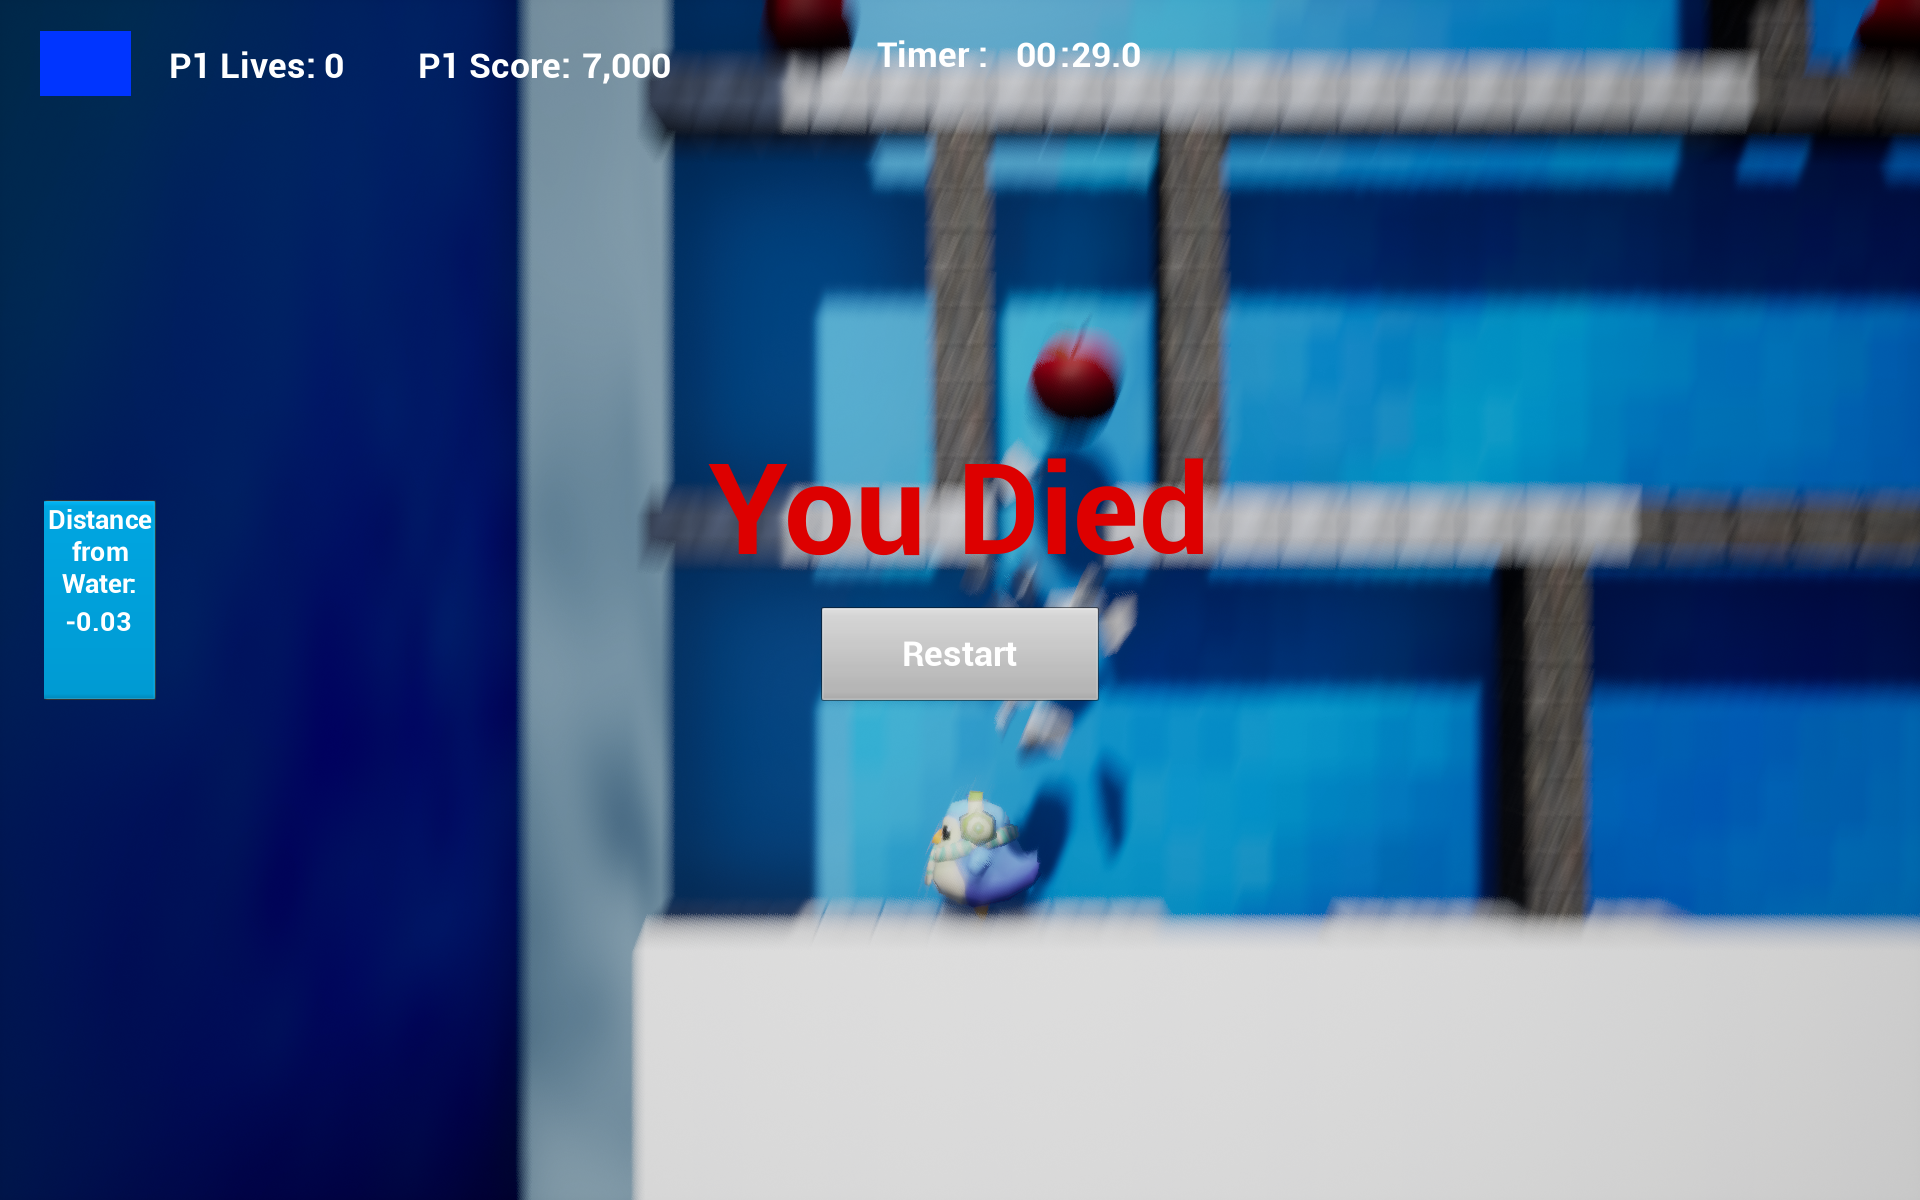 P1 Lives: 0
P1 Score: 7,000
Timer : 00:29.0
You Died
Distance
from
Water:
-0.03
Restart